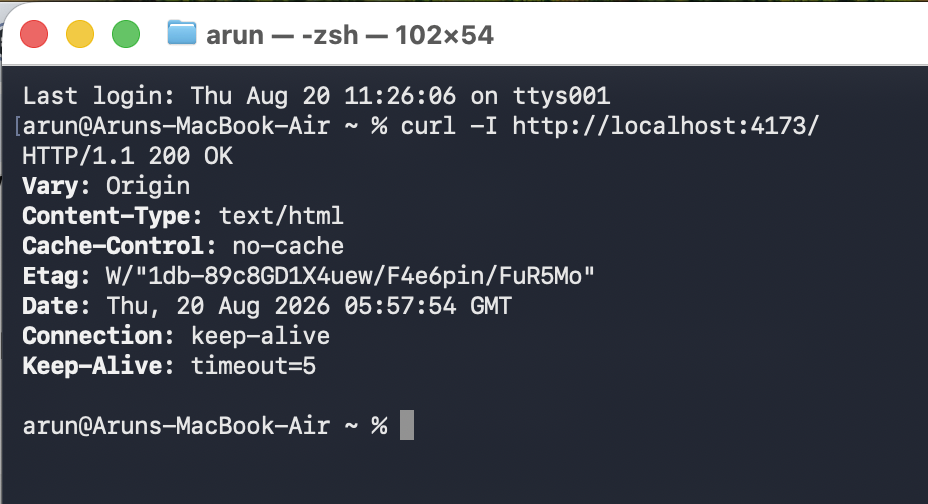 arun — -zsh — 102×54
Last login: Thu Aug 20 11:26:06 on ttys001
[arun@Aruns-MacBook-Air ~ % curl -I http://localhost:4173/
HTTP/1.1 200 OK
Vary: Origin
Content-Type: text/html
Cache-Control: no-cache
Etag: W/"1db-89c8GD1X4uew/F4e6pin/FuR5Mo"
Date: Thu, 20 Aug 2026 05:57:54 GMT
Connection: keep-alive
Keep-Alive: timeout=5
arun@Aruns-MacBook-Air ~ %